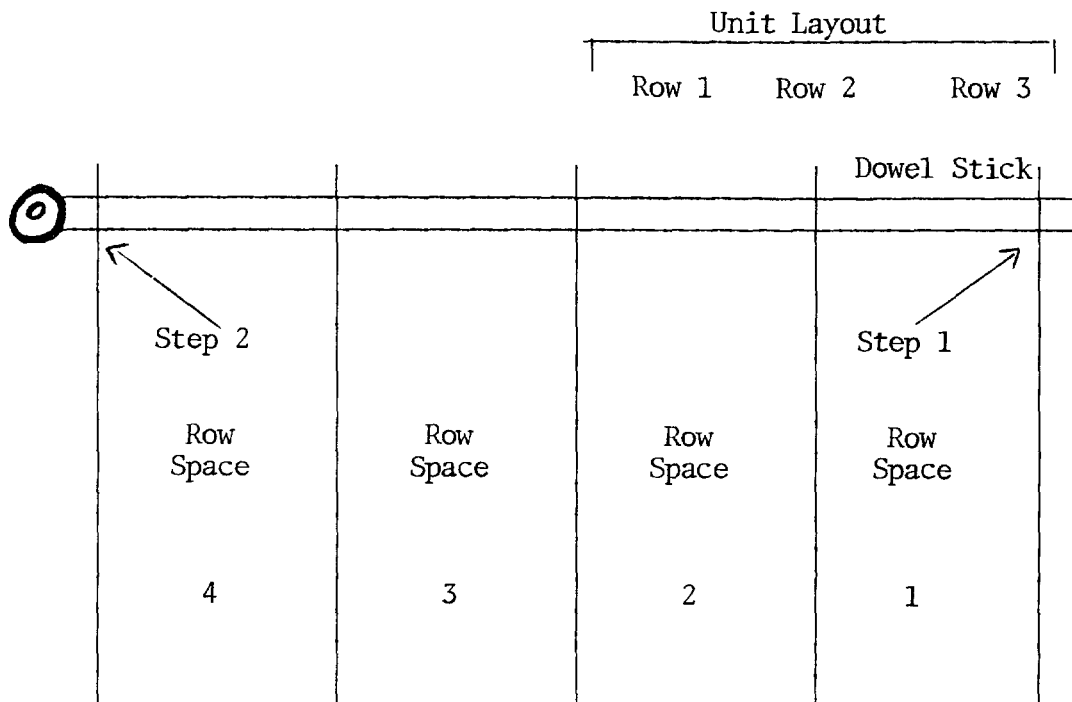 Unit Layout
Row 1 Row 2 Row 3
Dowel Stick
Step 2 Step 1
Row Row Row Row
Space Space Space Space
4 3 2 1